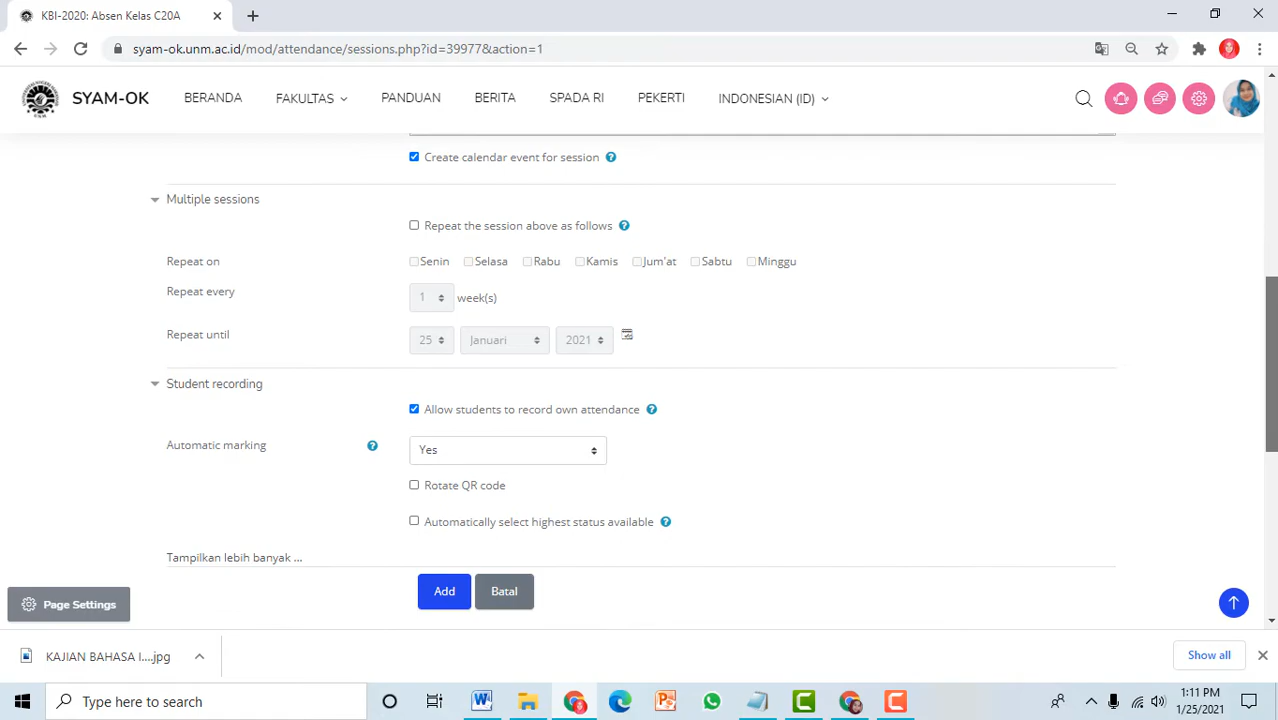 KBI-2020: Absen Kelas C20A
syam-ok.unm.ac.id/mod/attendance/sessions.php?id=39977&action=1
SYAM-OK BERANDA FAKULTAS PANDUAN BERITA SPADA RI PEKERTI INDONESIAN (ID)
Create calendar event for session
Multiple sessions
Repeat the session above as follows
Repeat on Senin Selasa Rabu Kamis Jum'at Sabtu Minggu
Repeat every 1 week(s)
Repeat until 25 Januari 2021
Student recording
Allow students to record own attendance
Automatic marking Yes
Rotate QR code
Automatically select highest status available
Tampilkan lebih banyak ...
Add Batal
Page Settings
KAJIAN BAHASA I....jpg Show all
Type here to search
1:11 PM
1/25/2021